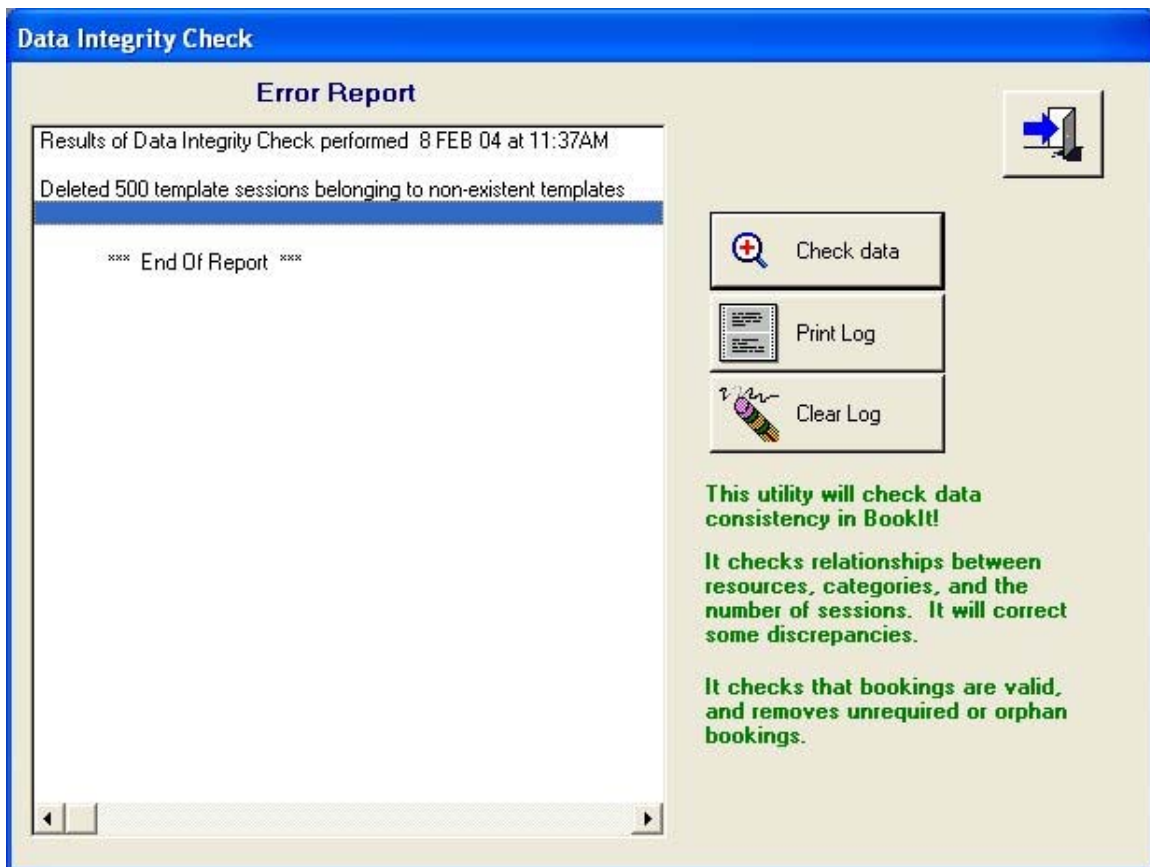 Data Integrity Check
Error Report
Results of Data Integrity Check performed  8 FEB 04 at 11:37AM
Deleted 500 template sessions belonging to non-existent templates
*** End Of Report ***
Check data
Print Log
Clear Log
This utility will check data
consistency in BookIt!
It checks relationships between
resources, categories, and the
number of sessions.  It will correct
some discrepancies.
It checks that bookings are valid,
and removes unrequired or orphan
bookings.